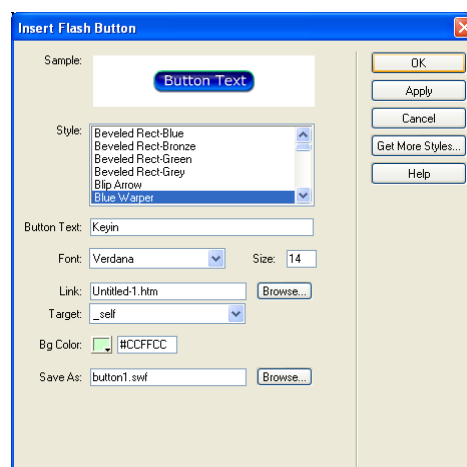 Insert Flash Button
Sample:
Button Text
Style:
Beveled Rect-Blue
Beveled Rect-Bronze
Beveled Rect-Green
Beveled Rect-Grey
Blip Arrow
Blue Warper
Button Text: Keyin
Font: Verdana Size: 14
Link: Untitled-1.htm Browse...
Target: _self
Bg Color: #CCFFCC
Save As: button1.swf Browse...
OK
Apply
Cancel
Get More Styles...
Help